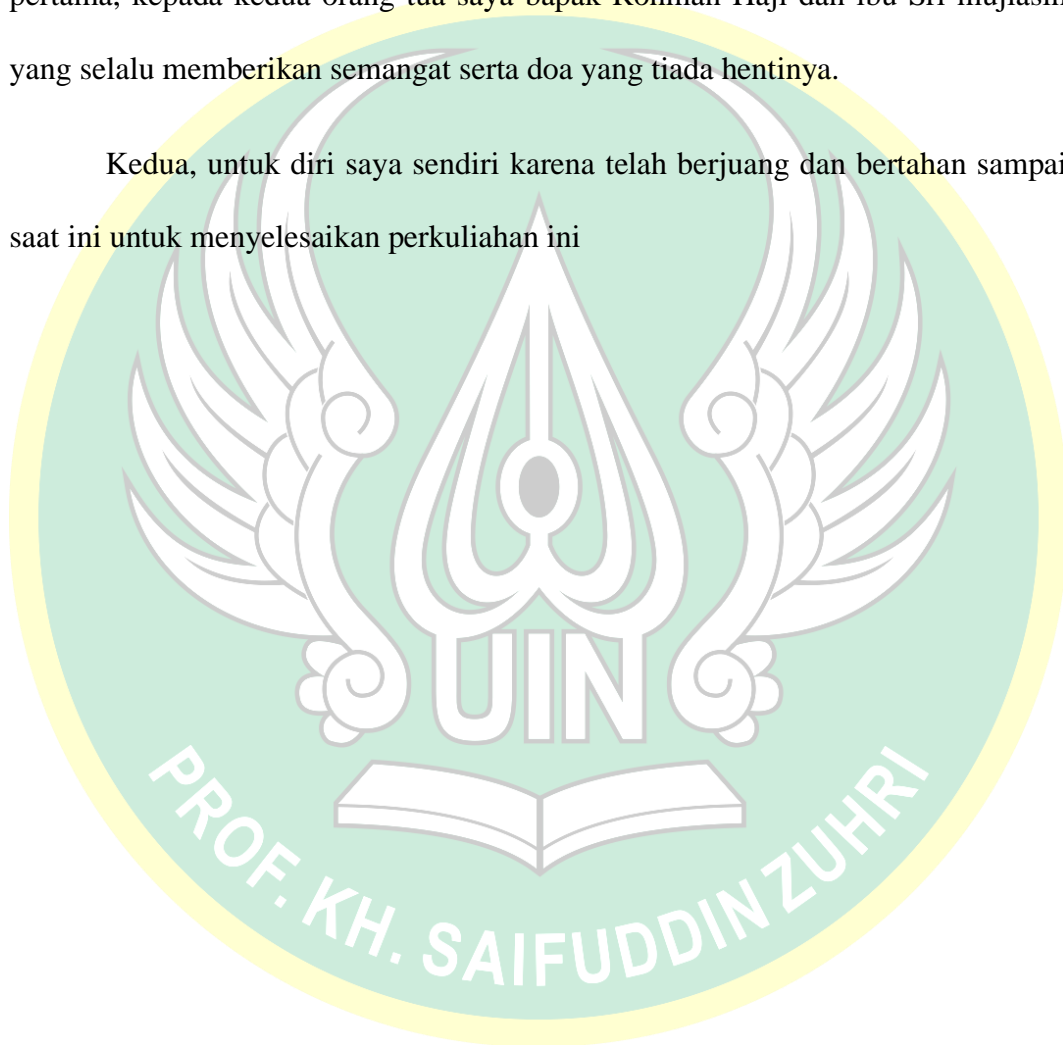 pertama, kepada kedua orang tua saya bapak Rohman Haji dan ibu Sri mujiasih
yang selalu memberikan semangat serta doa yang tiada hentinya.
Kedua, untuk diri saya sendiri karena telah berjuang dan bertahan sampai
saat ini untuk menyelesaikan perkuliahan ini
UIN
PROF. KH. SAIFUDDIN ZUHRI